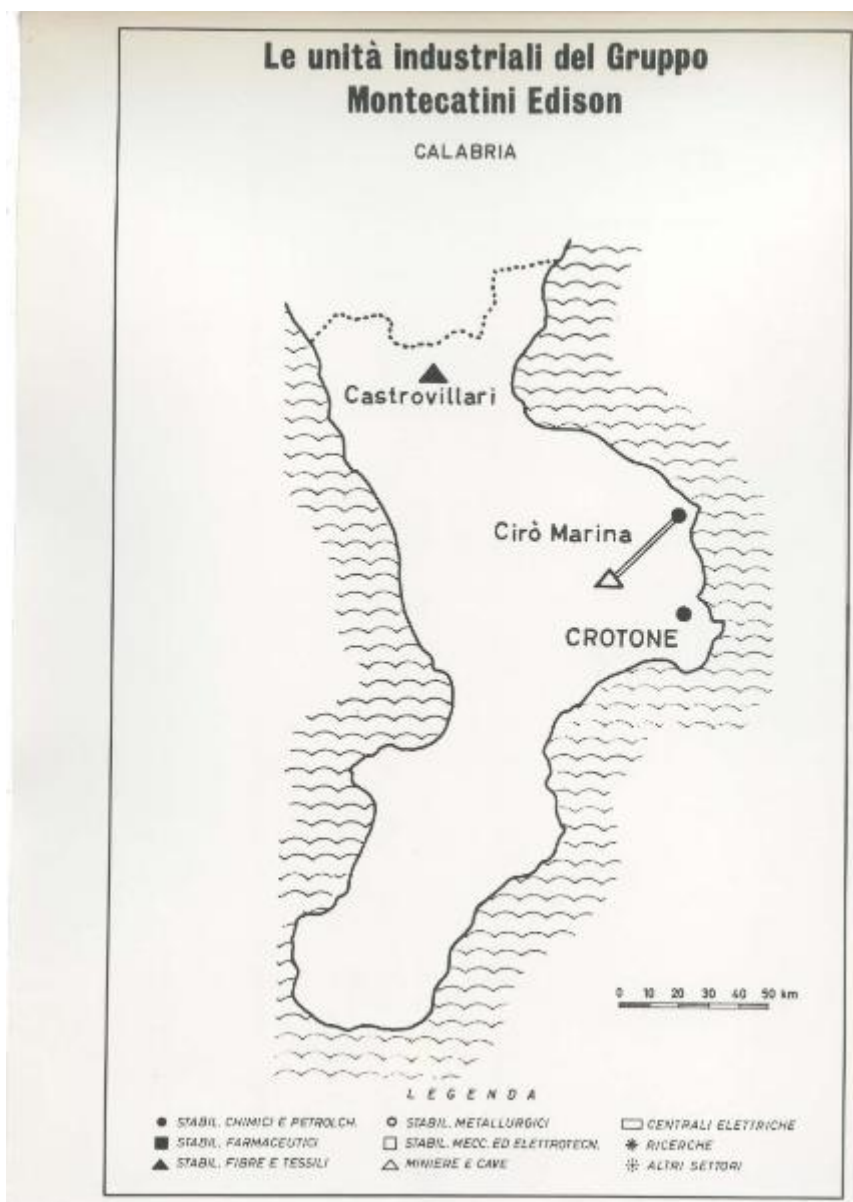 Le unità industriali del Gruppo
Montecatini Edison
CALABRIA
Castrovillari
Cirò Marina
CROTONE
0 10 20 30 40 50 km
LEGENDA
STABIL. CHIMICI E PETROLCH.
STABIL. FARMACEUTICI
STABIL. FIBRE E TESSILI
STABIL. METALLURGICI
STABIL. MECC. ED ELETTROTECN.
MINIERE E CAVE
CENTRALI ELETTRICHE
RICERCHE
ALTRI SETTORI